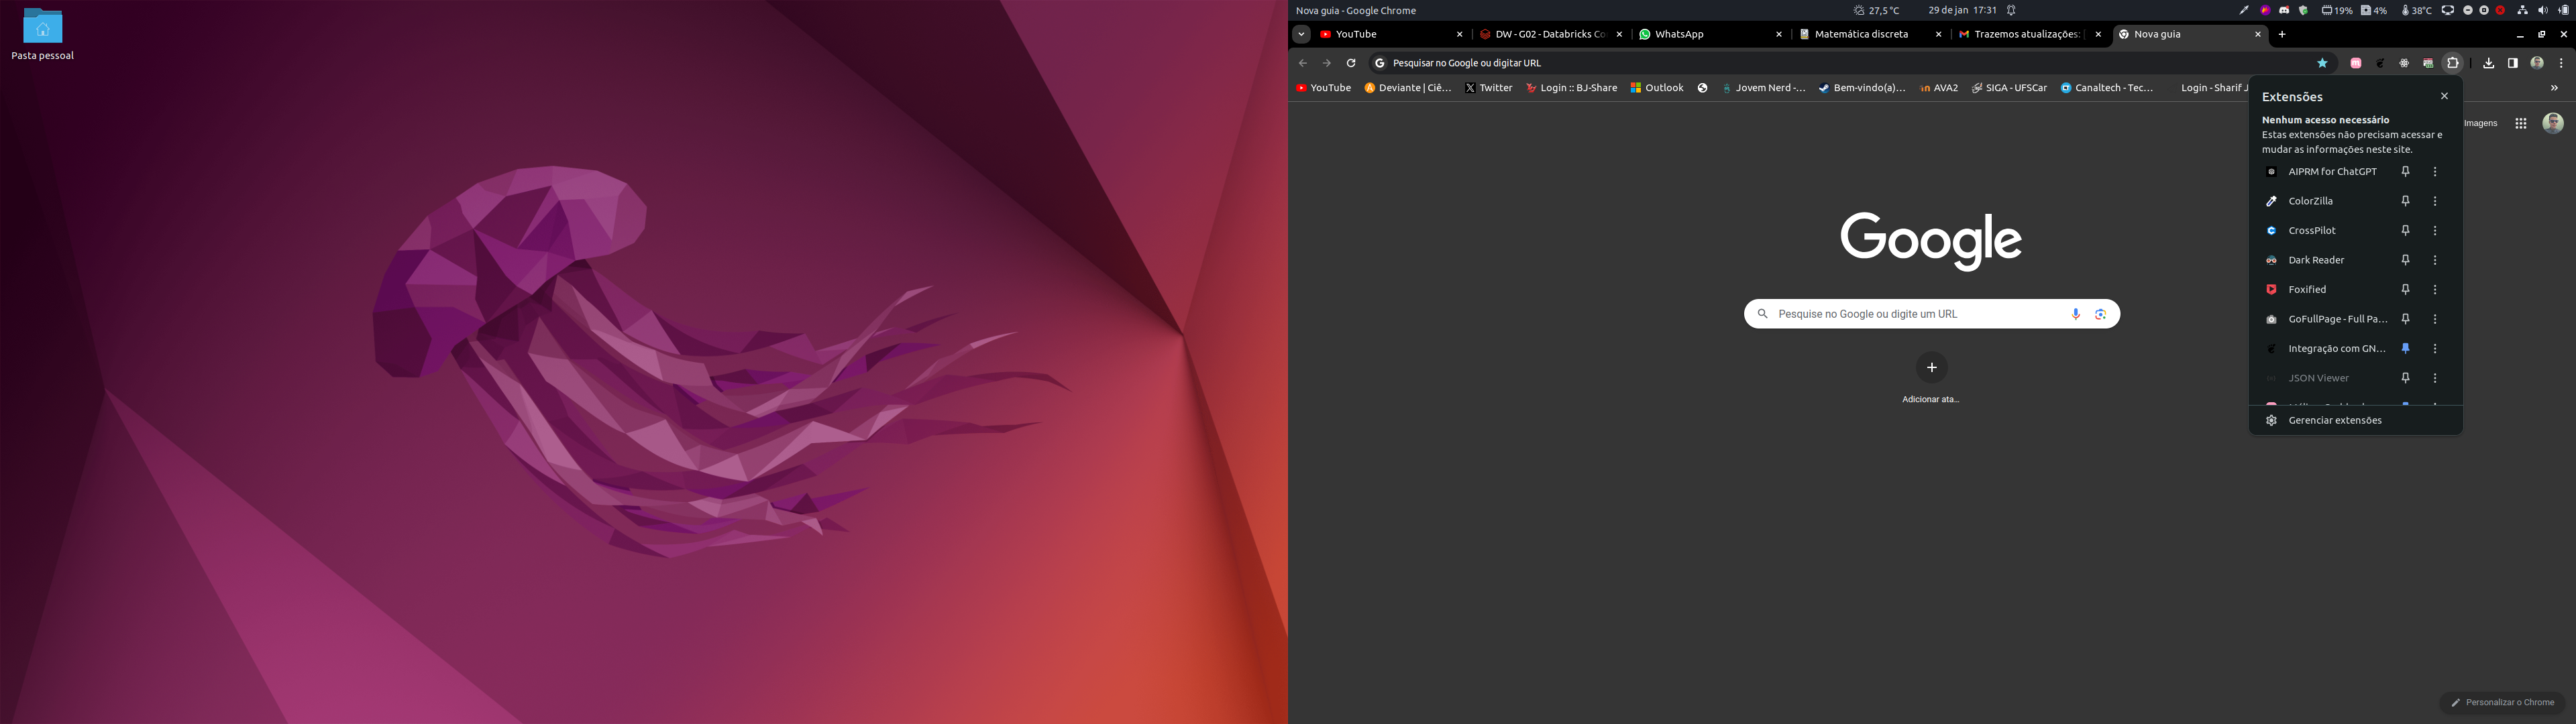 Pasta pessoal
Nova guia - Google Chrome
27,5 °C
29 de jan 17:31
19%
4%
38°C
YouTube
DW - G02 - Databricks Co
WhatsApp
Matemática discreta
Trazemos atualizações:
Nova guia
Pesquisar no Google ou digitar URL
YouTube
Deviante | Ciê…
Twitter
Login :: BJ-Share
Outlook
Jovem Nerd -…
Bem-vindo(a)…
AVA2
SIGA - UFSCar
Canaltech - Tec…
Login - Sharif J
Imagens
Extensões
Nenhum acesso necessário
Estas extensões não precisam acessar e
mudar as informações neste site.
AIPRM for ChatGPT
ColorZilla
CrossPilot
Dark Reader
Foxified
GoFullPage - Full Pa…
Integração com GN…
JSON Viewer
Gerenciar extensões
Google
Pesquise no Google ou digite um URL
Adicionar ata…
Personalizar o Chrome